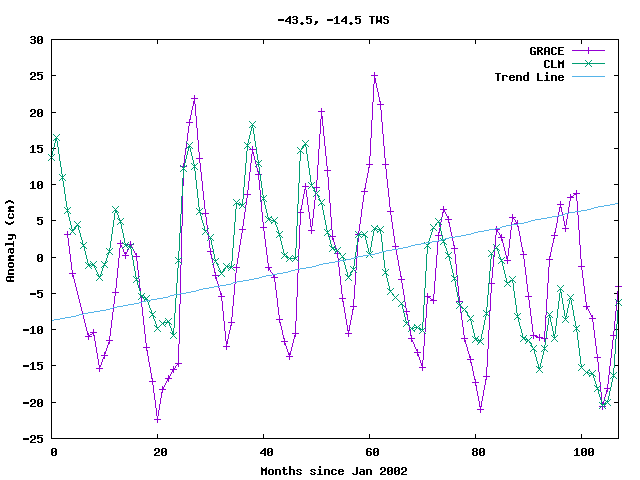 -43.5, -14.5 TWS
GRACE
CLM
Trend Line
30
25
20
15
10
5
0
-5
-10
-15
-20
-25
Anomaly (cm)
0 20 40 60 80 100
Months since Jan 2002